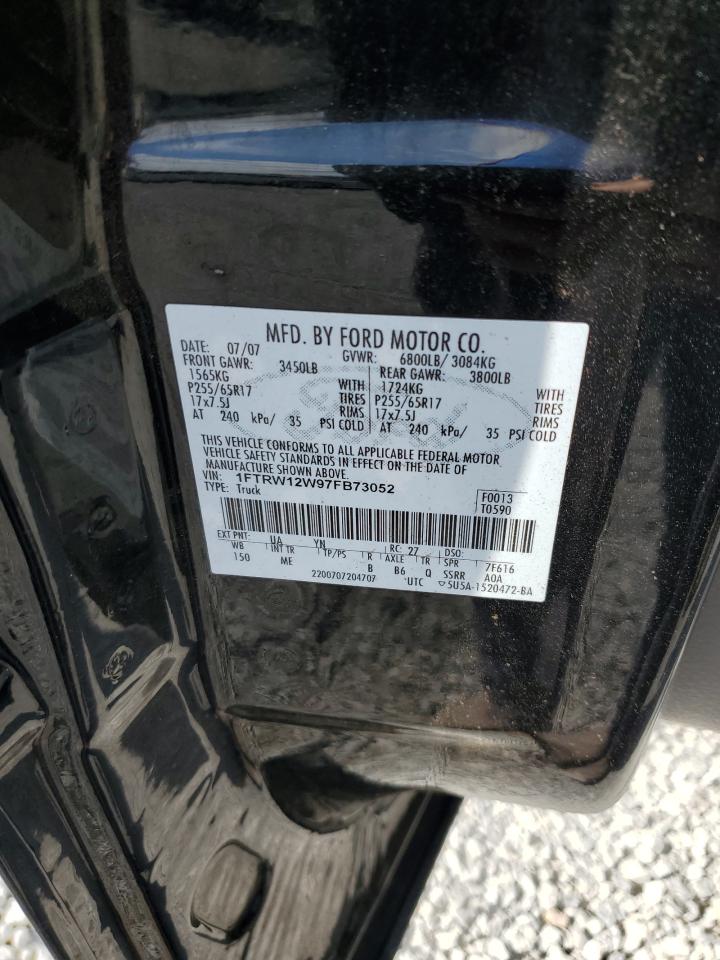 MFD. BY FORD MOTOR CO.
DATE: 07/07 GVWR: 6800LB/ 3084KG
FRONT GAWR: 3450LB REAR GAWR: 3800LB
1565KG WITH 1724KG WITH
P255/65R17 TIRES P255/65R17 TIRES
17x7.5J RIMS 17x7.5J RIMS
AT 240 kPa/ 35 PSI COLD AT 240 kPa/ 35 PSI COLD
THIS VEHICLE CONFORMS TO ALL APPLICABLE FEDERAL MOTOR
VEHICLE SAFETY STANDARDS IN EFFECT ON THE DATE OF
MANUFACTURE SHOWN ABOVE.
VIN: 1FTRW12W97FB73052 F0013
TYPE: Truck T0590
EXT PNT: UA YN RC: 27 DSO:
WB INT TR TP/PS R AXLE TR SPR 7F616
150 ME B B6 Q SSRR A0A
2200707204707 UTC 5U5A-1520472-BA
Ford